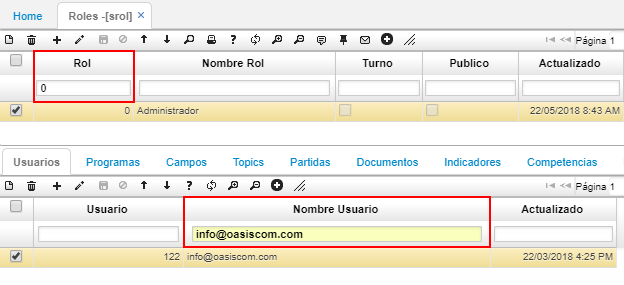 Home Roles -[srol] ×
Página 1
Rol Nombre Rol Turno Publico Actualizado
0
0 Administrador 22/05/2018 8:43 AM
Usuarios Programas Campos Topics Partidas Documentos Indicadores Competencias
Página 1
Usuario Nombre Usuario Actualizado
info@oasiscom.com
122 info@oasiscom.com 22/03/2018 4:25 PM